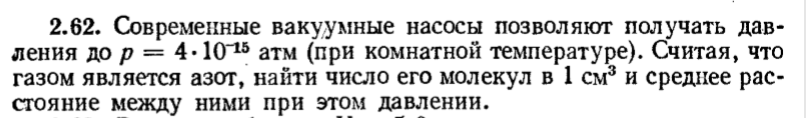 2.62. Современные вакуумные насосы позволяют получать дав-
ления до p = 4·10⁻¹⁵ атм (при комнатной температуре). Считая, что
газом является азот, найти число его молекул в 1 см³ и среднее рас-
стояние между ними при этом давлении.